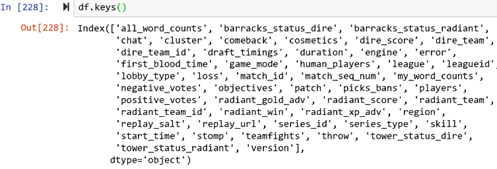 In [228]: df.keys()
Out[228]: Index(['all_word_counts', 'barracks_status_dire', 'barracks_status_radiant',
'chat', 'cluster', 'comeback', 'cosmetics', 'dire_score', 'dire_team',
'dire_team_id', 'draft_timings', 'duration', 'engine', 'error',
'first_blood_time', 'game_mode', 'human_players', 'league', 'leagueid',
'lobby_type', 'loss', 'match_id', 'match_seq_num', 'my_word_counts',
'negative_votes', 'objectives', 'patch', 'picks_bans', 'players',
'positive_votes', 'radiant_gold_adv', 'radiant_score', 'radiant_team',
'radiant_team_id', 'radiant_win', 'radiant_xp_adv', 'region',
'replay_salt', 'replay_url', 'series_id', 'series_type', 'skill',
'start_time', 'stomp', 'teamfights', 'throw', 'tower_status_dire',
'tower_status_radiant', 'version'],
dtype='object')